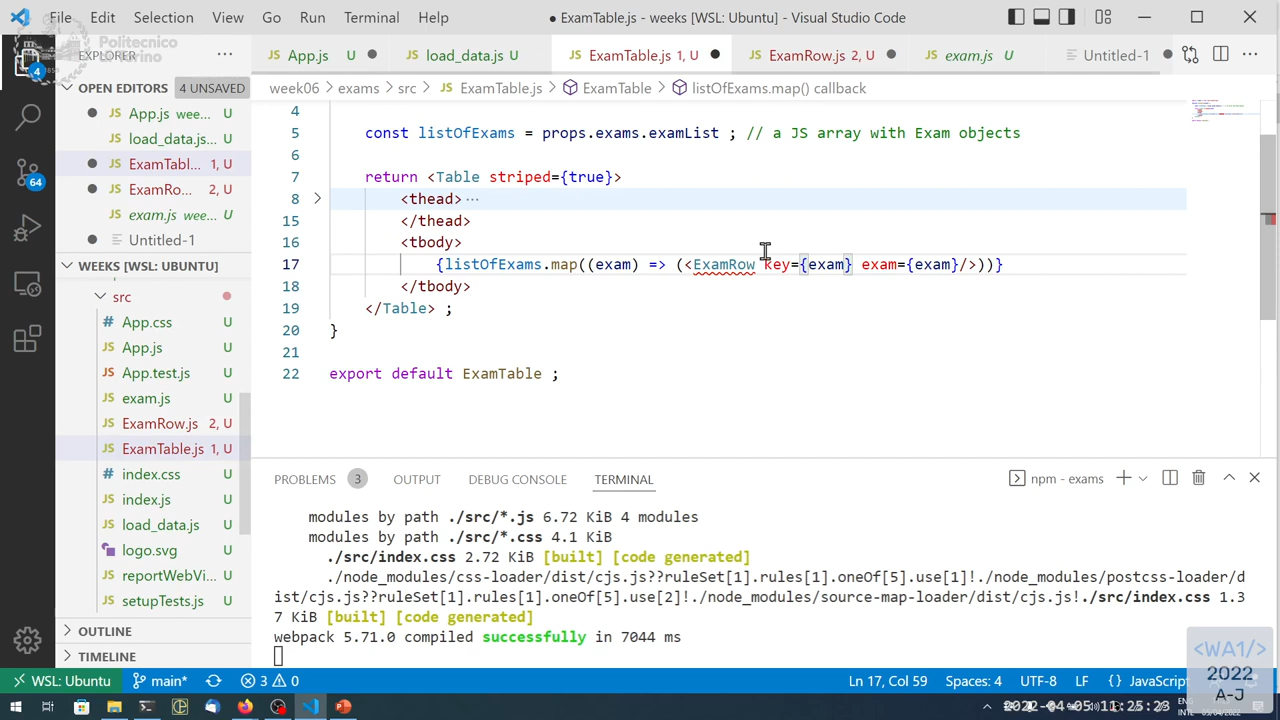 File Edit Selection View Go Run Terminal Help
● ExamTable.js - weeks [WSL: Ubuntu] - Visual Studio Code
Politecnico
EXPLORER
App.js U
load_data.js U
ExamTable.js 1, U
ExamRow.js 2, U
exam.js U
Untitled-1
4
OPEN EDITORS 4 UNSAVED
App.js wee...
load_data.js...
ExamTabl... 1, U
ExamRo... 2, U
exam.js wee...
Untitled-1
64
WEEKS [WSL: UBUNTU]
src
App.css U
App.js U
App.test.js U
exam.js U
ExamRow.js 2, U
ExamTable.js 1, U
index.css U
index.js U
load_data.js U
logo.svg U
reportWebVi... U
setupTests.js U
OUTLINE
TIMELINE
week06 > exams > src > ExamTable.js > ExamTable > listOfExams.map() callback
4
5 const listOfExams = props.exams.examList ; // a JS array with Exam objects
6
7 return <Table striped={true}>
8 <thead>···
15 </thead>
16 <tbody>
17 {listOfExams.map((exam) => (<ExamRow key={exam} exam={exam}/>))}
18 </tbody>
19 </Table> ;
20 }
21
22 export default ExamTable ;
PROBLEMS 3 OUTPUT DEBUG CONSOLE TERMINAL
npm - exams
modules by path ./src/*.js 6.72 KiB 4 modules
modules by path ./src/*.css 4.1 KiB
./src/index.css 2.72 KiB [built] [code generated]
./node_modules/css-loader/dist/cjs.js??ruleSet[1].rules[1].oneOf[5].use[1]!./node_modules/postcss-loader/d
ist/cjs.js??ruleSet[1].rules[1].oneOf[5].use[2]!./node_modules/source-map-loader/dist/cjs.js!./src/index.css 1.3
7 KiB [built] [code generated]
webpack 5.71.0 compiled successfully in 7044 ms
<WA1/>
2022
A-J
WSL: Ubuntu main* 3 0
Ln 17, Col 59 Spaces: 4 UTF-8 LF {} JavaScript